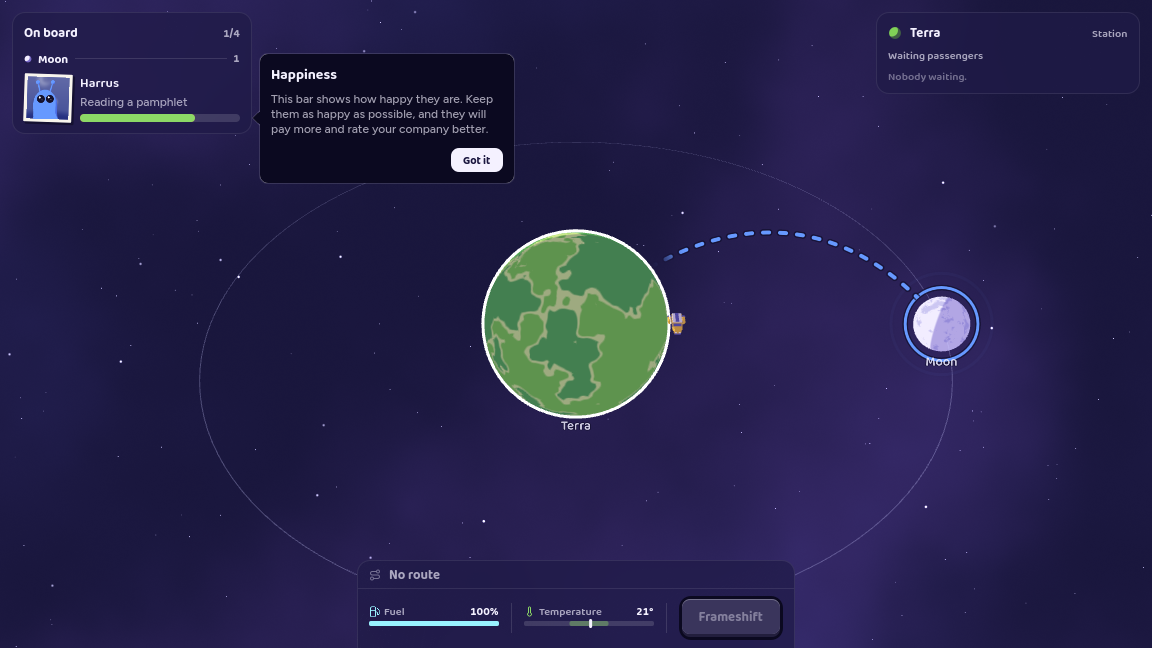 On board 1/4
Moon 1
Harrus
Reading a pamphlet
Happiness
This bar shows how happy they are. Keep
them as happy as possible, and they will
pay more and rate your company better.
Got it
Terra Station
Waiting passengers
Nobody waiting.
Moon
Terra
No route
Fuel 100%
Temperature 21°
Frameshift